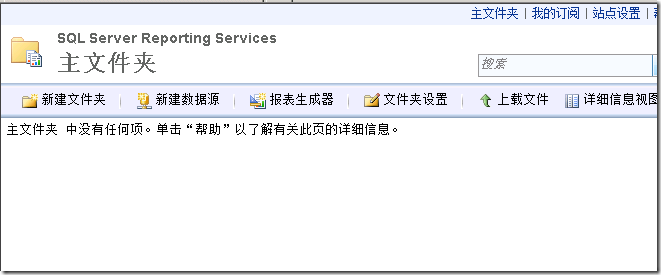 主文件夹 | 我的订阅 | 站点设置 |
SQL Server Reporting Services
主文件夹
搜索
新建文件夹 新建数据源 报表生成器 文件夹设置 上载文件 详细信息视图
主文件夹 中没有任何项。单击“帮助”以了解有关此页的详细信息。